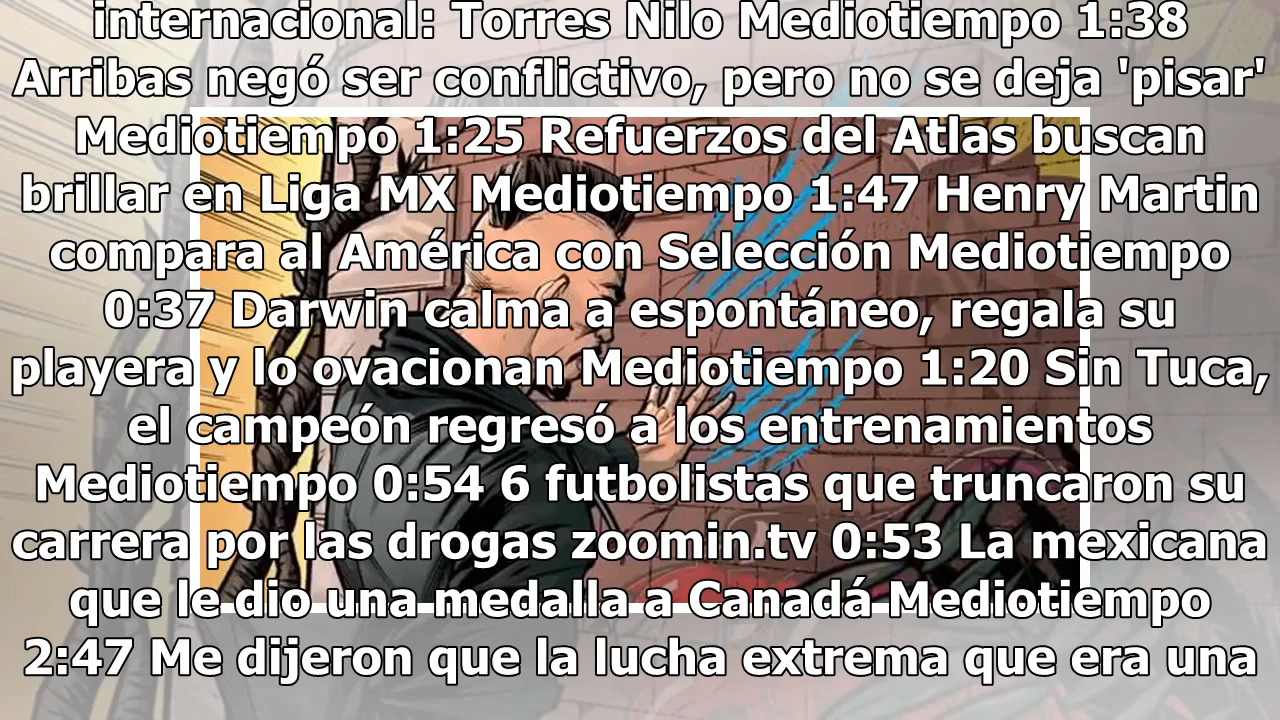 internacional: Torres Nilo Mediotiempo 1:38
Arribas negó ser conflictivo, pero no se deja 'pisar'
Mediotiempo 1:25 Refuerzos del Atlas buscan
brillar en Liga MX Mediotiempo 1:47 Henry Martin
compara al América con Selección Mediotiempo
0:37 Darwin calma a espontáneo, regala su
playera y lo ovacionan Mediotiempo 1:20 Sin Tuca,
el campeón regresó a los entrenamientos
Mediotiempo 0:54 6 futbolistas que truncaron su
carrera por las drogas zoomin.tv 0:53 La mexicana
que le dio una medalla a Canadá Mediotiempo
2:47 Me dijeron que la lucha extrema que era una